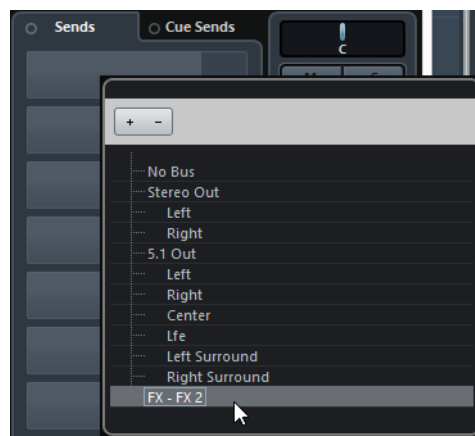 Sends
Cue Sends
C
+ -
No Bus
Stereo Out
Left
Right
5.1 Out
Left
Right
Center
Lfe
Left Surround
Right Surround
FX - FX 2